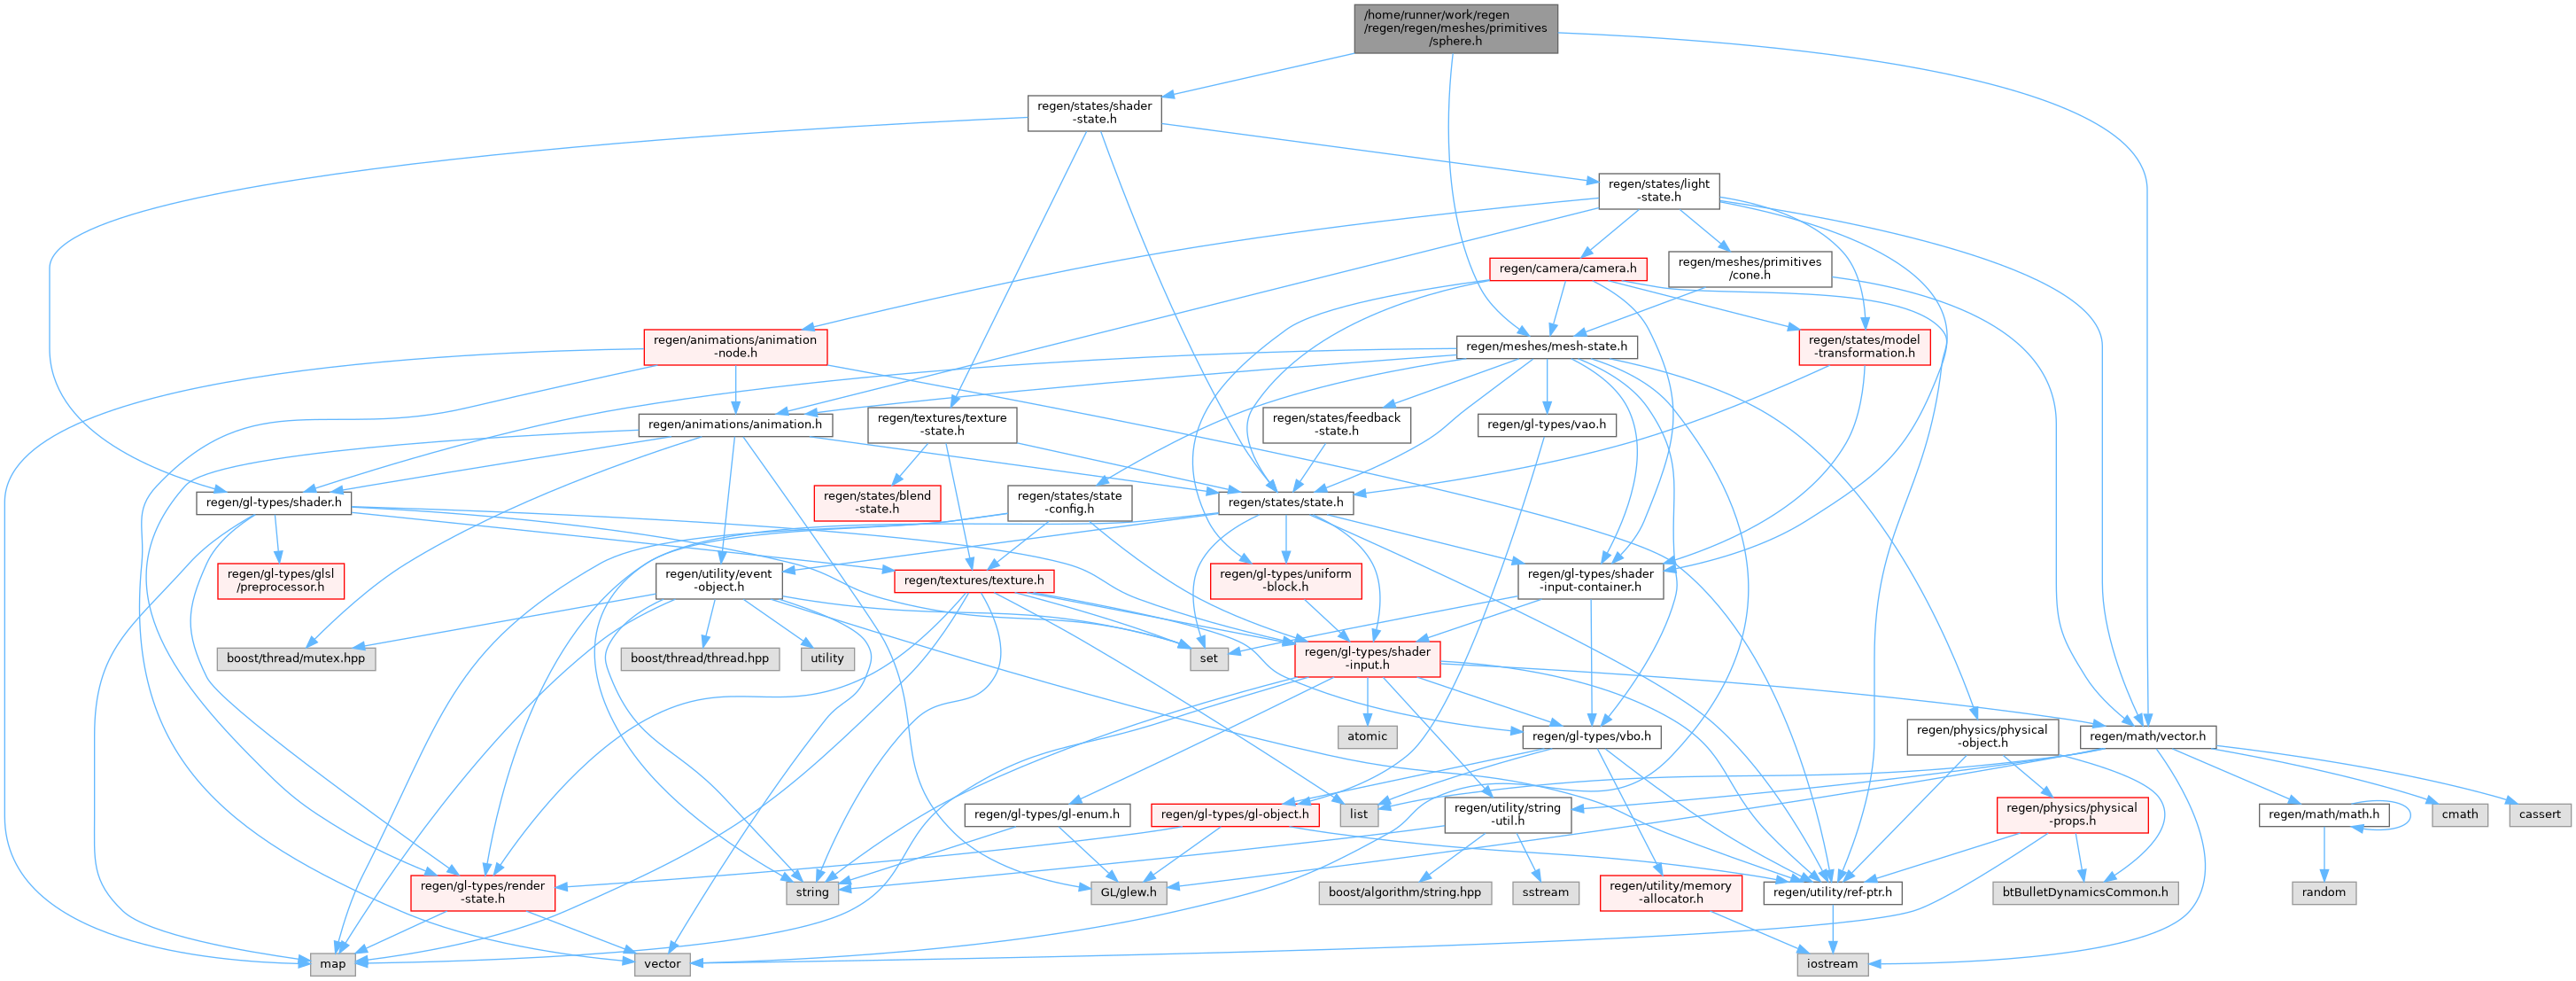 /home/runner/work/regen
/regen/regen/meshes/primitives
/sphere.h
regen/states/shader
-state.h
regen/states/light
-state.h
regen/camera/camera.h
regen/meshes/primitives
/cone.h
regen/animations/animation
-node.h
regen/meshes/mesh-state.h
regen/states/model
-transformation.h
regen/animations/animation.h
regen/textures/texture
-state.h
regen/states/feedback
-state.h
regen/gl-types/vao.h
regen/gl-types/shader.h
regen/states/blend
-state.h
regen/states/state
-config.h
regen/states/state.h
regen/gl-types/glsl
/preprocessor.h
regen/utility/event
-object.h
regen/textures/texture.h
regen/gl-types/uniform
-block.h
regen/gl-types/shader
-input-container.h
boost/thread/mutex.hpp
boost/thread/thread.hpp
utility
set
regen/gl-types/shader
-input.h
atomic
regen/gl-types/vbo.h
regen/physics/physical
-object.h
regen/math/vector.h
regen/gl-types/gl-enum.h
regen/gl-types/gl-object.h
list
regen/utility/string
-util.h
regen/physics/physical
-props.h
regen/math/math.h
cmath
cassert
regen/gl-types/render
-state.h
string
GL/glew.h
boost/algorithm/string.hpp
sstream
regen/utility/memory
-allocator.h
regen/utility/ref-ptr.h
btBulletDynamicsCommon.h
random
map
vector
iostream